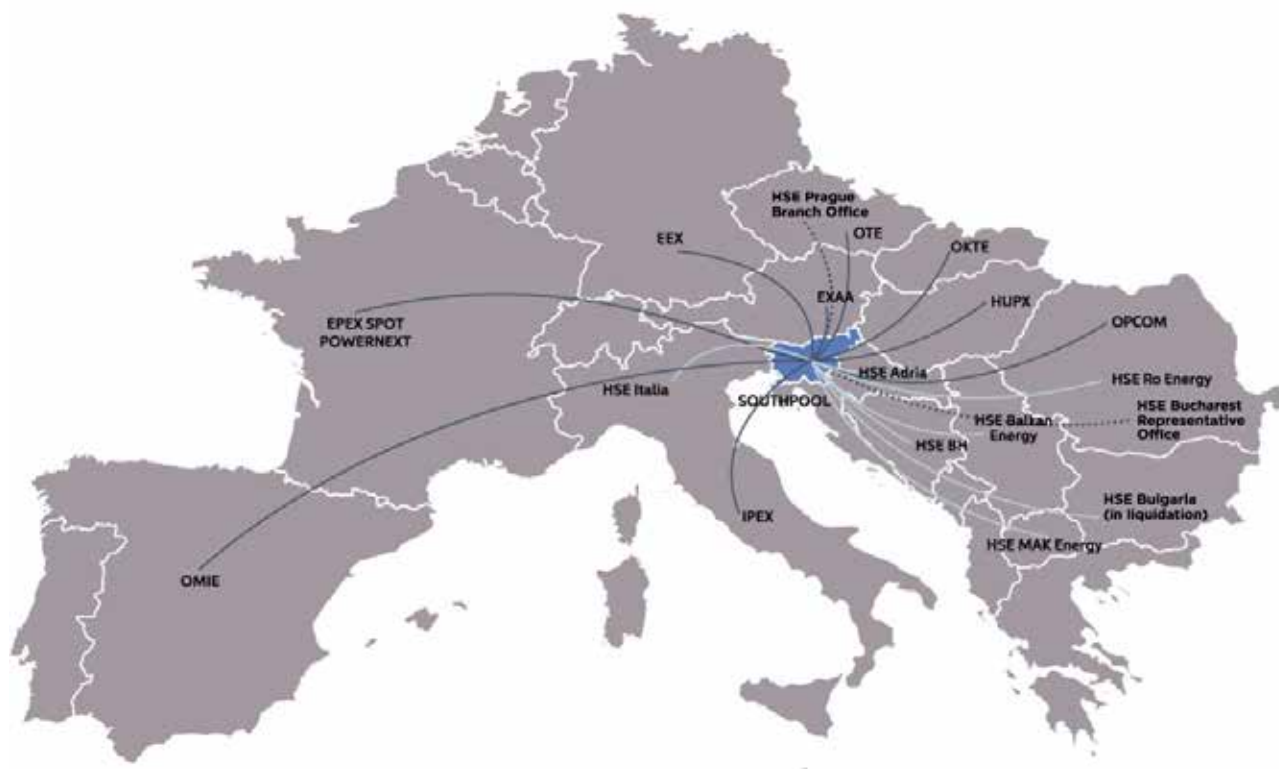 HSE Prague
Branch Office
OTE
EEX
OKTE
EXAA
HUPX
EPEX SPOT
POWERNEXT
OPCOM
HSE Adria
HSE Ro Energy
HSE Italia
SOUTHPOOL
HSE Balkan
Energy
HSE Bucharest
Representative
Office
HSE BH
HSE Bulgaria
(in liquidation)
IPEX
HSE MAK Energy
OMIE